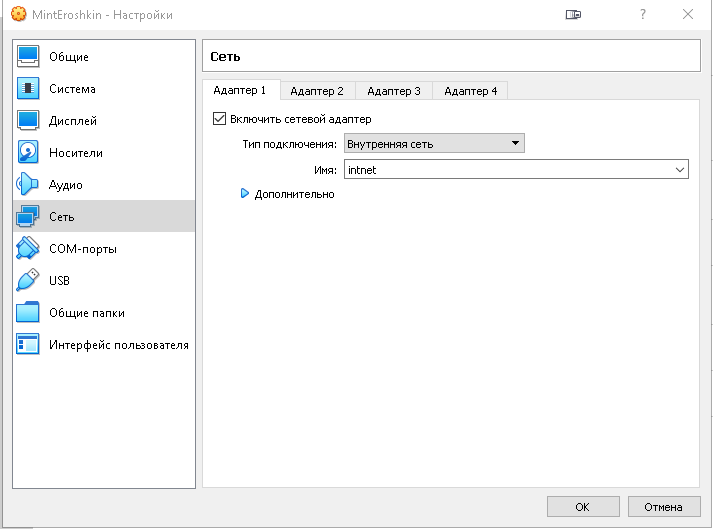 MintEroshkin - Настройки
?
Общие
Система
Дисплей
Носители
Аудио
Сеть
COM-порты
USB
Общие папки
Интерфейс пользователя
Сеть
Адаптер 1 Адаптер 2 Адаптер 3 Адаптер 4
Включить сетевой адаптер
Тип подключения: Внутренняя сеть
Имя: intnet
Дополнительно
OK Отмена